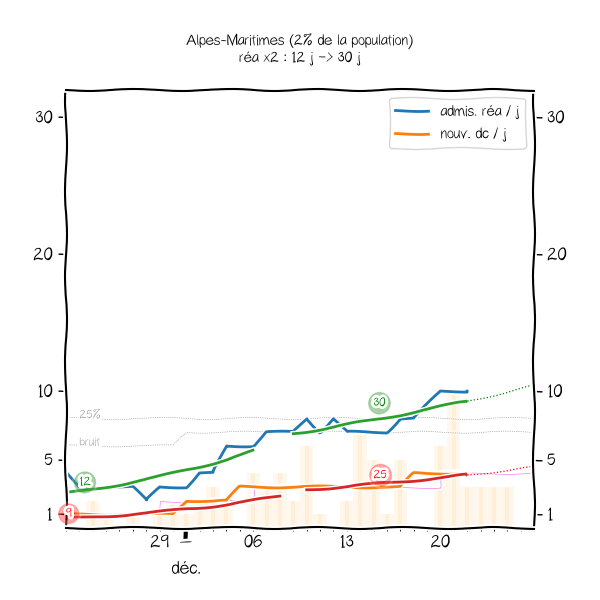 Alpes-Maritimes (2% de la population)
réa x2 : 12 j -> 30 j
admis. réa / j
nouv. dc / j
30 30
20 20
10 10
25%
30
bruit
5 5
12
25
9
1 1
29 06 13 20
déc.